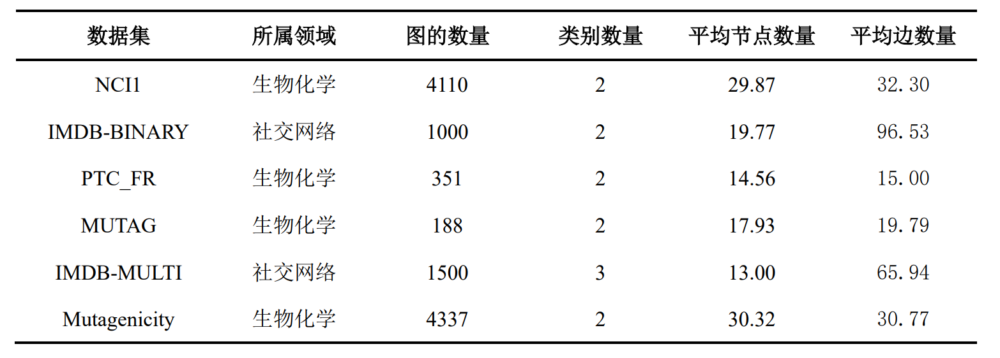 数据集 所属领域 图的数量 类别数量 平均节点数量 平均边数量
NCI1 生物化学 4110 2 29.87 32.30
IMDB-BINARY 社交网络 1000 2 19.77 96.53
PTC_FR 生物化学 351 2 14.56 15.00
MUTAG 生物化学 188 2 17.93 19.79
IMDB-MULTI 社交网络 1500 3 13.00 65.94
Mutagenicity 生物化学 4337 2 30.32 30.77